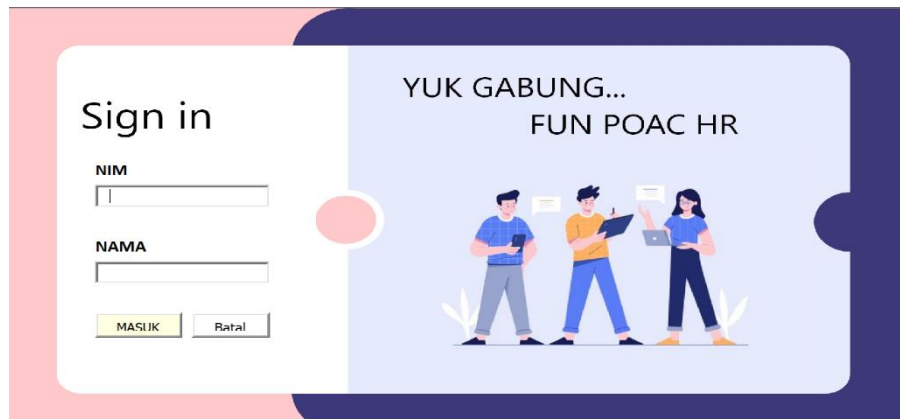 Sign in
NIM
NAMA
MASUK Batal
YUK GABUNG...
FUN POAC HR